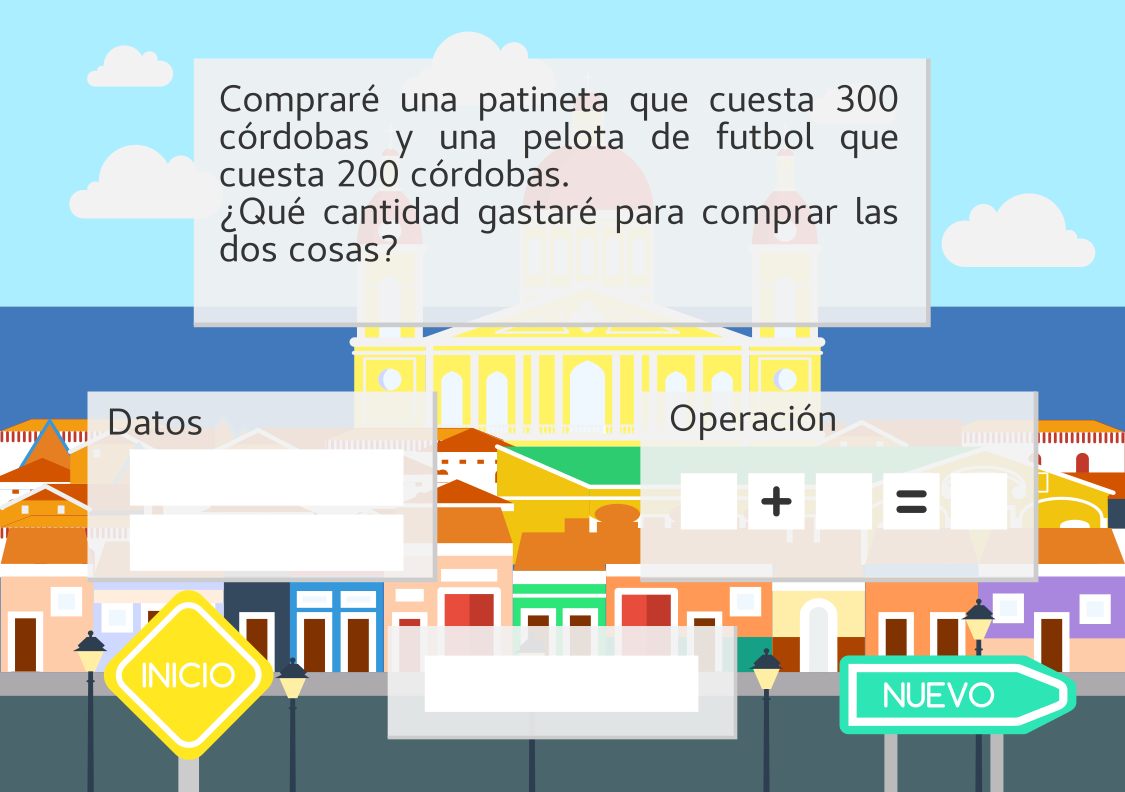 Compraré una patineta que cuesta 300
córdobas y una pelota de futbol que
cuesta 200 córdobas.
¿Qué cantidad gastaré para comprar las
dos cosas?
Datos
Operación
+ =
INICIO
NUEVO